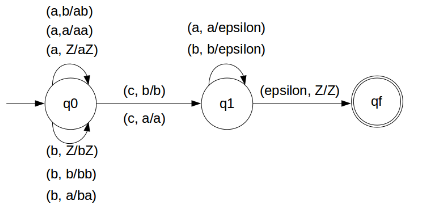 (a,b/ab)
(a,a/aa)
(a, Z/aZ)
(a, a/epsilon)
(b, b/epsilon)
q0
(c, b/b)
(c, a/a)
q1
(epsilon, Z/Z)
qf
(b, Z/bZ)
(b, b/bb)
(b, a/ba)